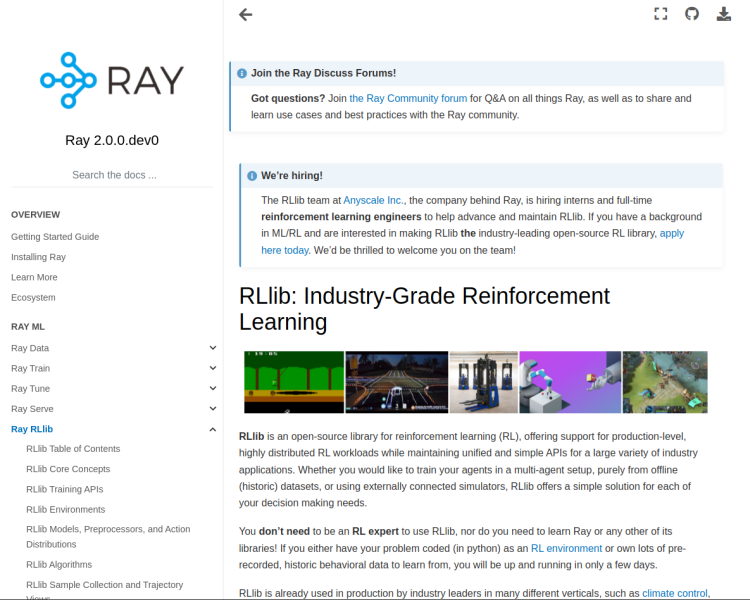 RAY
Ray 2.0.0.dev0
Search the docs ...
OVERVIEW
Getting Started Guide
Installing Ray
Learn More
Ecosystem
RAY ML
Ray Data
Ray Train
Ray Tune
Ray Serve
Ray RLlib
RLlib Table of Contents
RLlib Core Concepts
RLlib Training APIs
RLlib Environments
RLlib Models, Preprocessors, and Action
Distributions
RLlib Algorithms
RLlib Sample Collection and Trajectory
Views
Join the Ray Discuss Forums!
Got questions? Join the Ray Community forum for Q&A on all things Ray, as well as to share and
learn use cases and best practices with the Ray community.
We're hiring!
The RLlib team at Anyscale Inc., the company behind Ray, is hiring interns and full-time
reinforcement learning engineers to help advance and maintain RLlib. If you have a background
in ML/RL and are interested in making RLlib the industry-leading open-source RL library, apply
here today. We'd be thrilled to welcome you on the team!
RLlib: Industry-Grade Reinforcement
Learning
RLlib is an open-source library for reinforcement learning (RL), offering support for production-level,
highly distributed RL workloads while maintaining unified and simple APIs for a large variety of industry
applications. Whether you would like to train your agents in a multi-agent setup, purely from offline
(historic) datasets, or using externally connected simulators, RLlib offers a simple solution for each of
your decision making needs.
You don't need to be an RL expert to use RLlib, nor do you need to learn Ray or any other of its
libraries! If you either have your problem coded (in python) as an RL environment or own lots of pre-
recorded, historic behavioral data to learn from, you will be up and running in only a few days.
RLlib is already used in production by industry leaders in many different verticals, such as climate control,